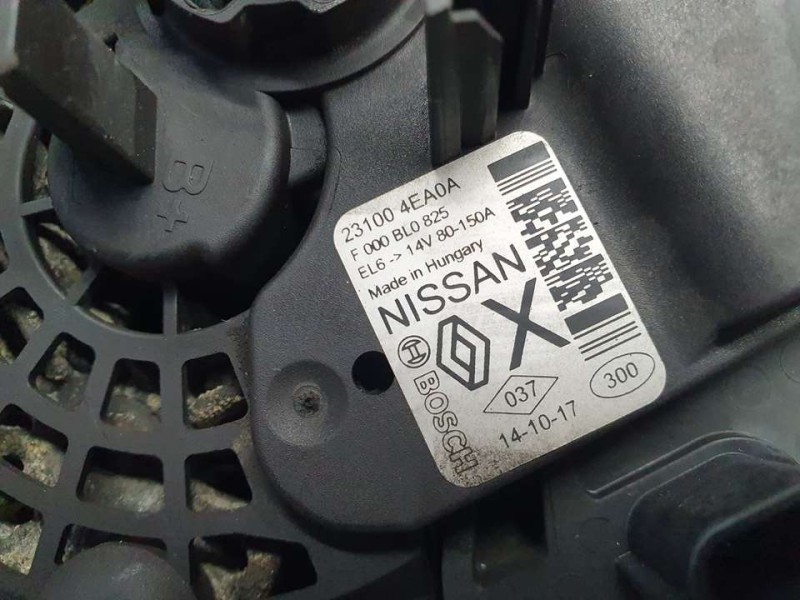 B+
23100 4EA0A
F 000 BL0 825
EL6 -> 14V 80-150A
Made in Hungary
NISSAN
X
BOSCH
037
300
14-10-17